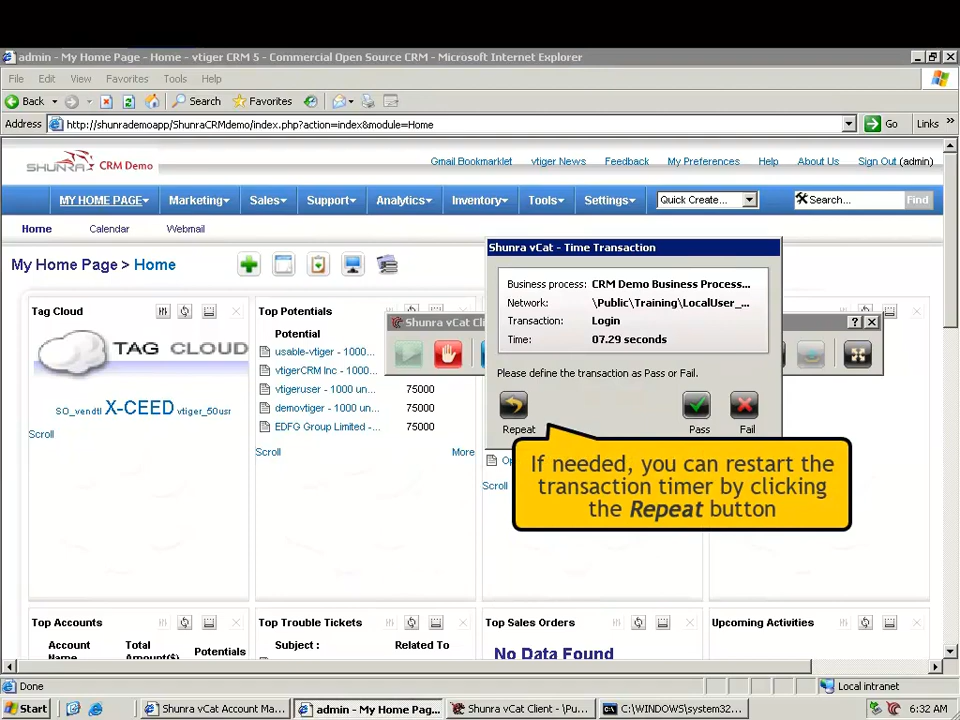 admin - My Home Page - Home - vtiger CRM 5 - Commercial Open Source CRM - Microsoft Internet Explorer
File Edit View Favorites Tools Help
Back Search Favorites
Address http://shunrademoapp/ShunraCRMdemo/index.php?action=index&module=Home Go Links »
SHUNRA CRM Demo
Gmail Bookmarklet vtiger News Feedback My Preferences Help About Us Sign Out (admin)
MY HOME PAGE Marketing Sales Support Analytics Inventory Tools Settings Quick Create... Search... Find
Home Calendar Webmail
My Home Page > Home
Shunra vCat - Time Transaction
Business process: CRM Demo Business Process...
Network: \Public\Training\LocalUser_...
Transaction: Login
Time: 07.29 seconds
Please define the transaction as Pass or Fail.
Repeat Pass Fail
If needed, you can restart the
transaction timer by clicking
the Repeat button
Shunra vCat Cli
Tag Cloud
TAG CLOUD
SO_vendtl X-CEED vtiger_50usr
Scroll
Top Potentials
Potential
usable-vtiger - 1000...
vtigerCRM Inc - 1000...
vtigeruser - 1000 un... 75000
demovtiger - 1000 un... 75000
EDFG Group Limited -... 75000
Scroll More
Scroll
Top Accounts
Account Name Total Amount($) Potentials
Top Trouble Tickets
Subject : Related To
Top Sales Orders
No Data Found
Upcoming Activities
Done Local intranet
Start Shunra vCat Account Ma... admin - My Home Pag... Shunra vCat Client - \Pu... C:\WINDOWS\system32... 6:32 AM